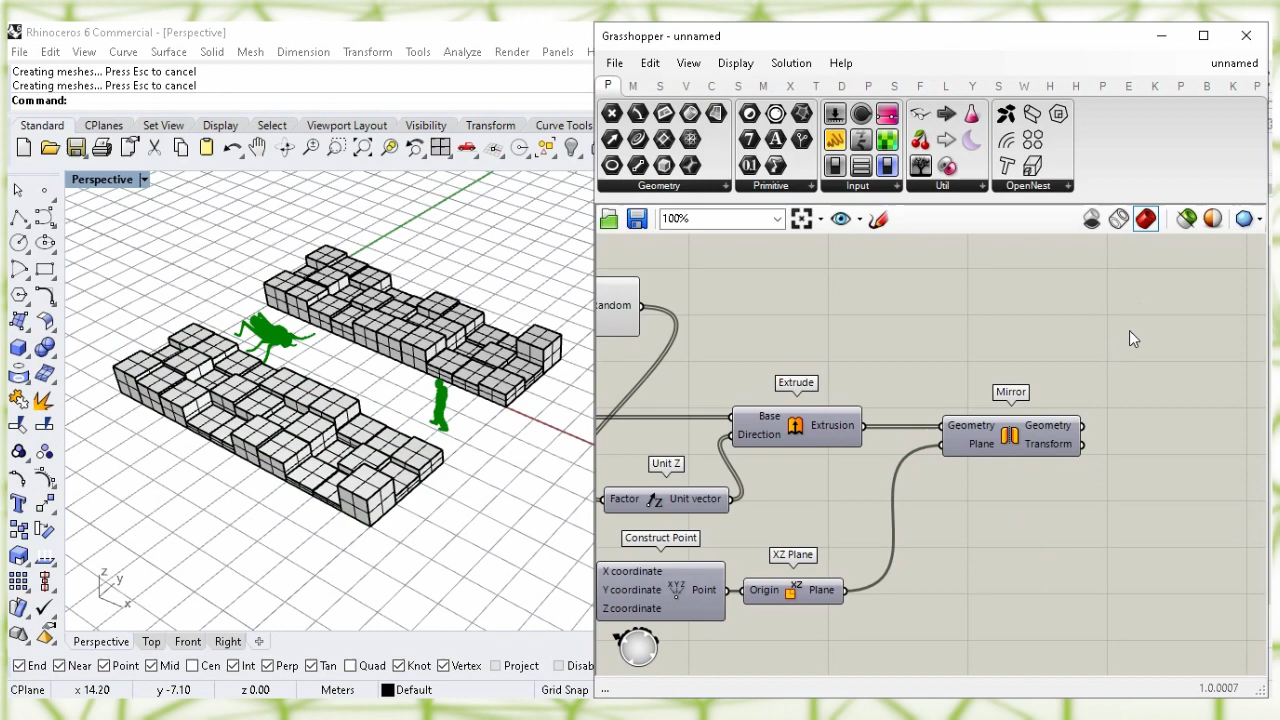 Rhinoceros 6 Commercial - [Perspective]
File Edit View Curve Surface Solid Mesh Dimension Transform Tools Analyze Render Panels H
Creating meshes... Press Esc to cancel
Creating meshes... Press Esc to cancel
Command:
Standard CPlanes Set View Display Select Viewport Layout Visibility Transform Curve Tools
Perspective
z
y
x
Perspective Top Front Right
End Near Point Mid Cen Int Perp Tan Quad Knot Vertex Project Disab
CPlane x 14.20 y -7.10 z 0.00 Meters Default Grid Snap
Grasshopper - unnamed
File Edit View Display Solution Help unnamed
P M S V C S M X T D P S F L Y S W H P E K P B K P
Geometry Primitive Input Util OpenNest
100%
Random
Extrude
Base
Direction
Extrusion
Mirror
Geometry
Plane
Geometry
Transform
Unit Z
Factor Z Unit vector
Construct Point
X coordinate
Y coordinate
Z coordinate
XYZ
Point
XZ Plane
Origin XZ Plane
... 1.0.0007